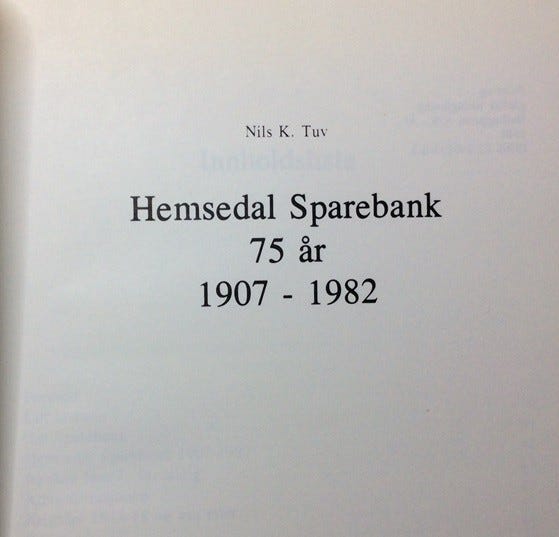 Nils K. Tuv
Hemsedal Sparebank
75 år
1907 - 1982